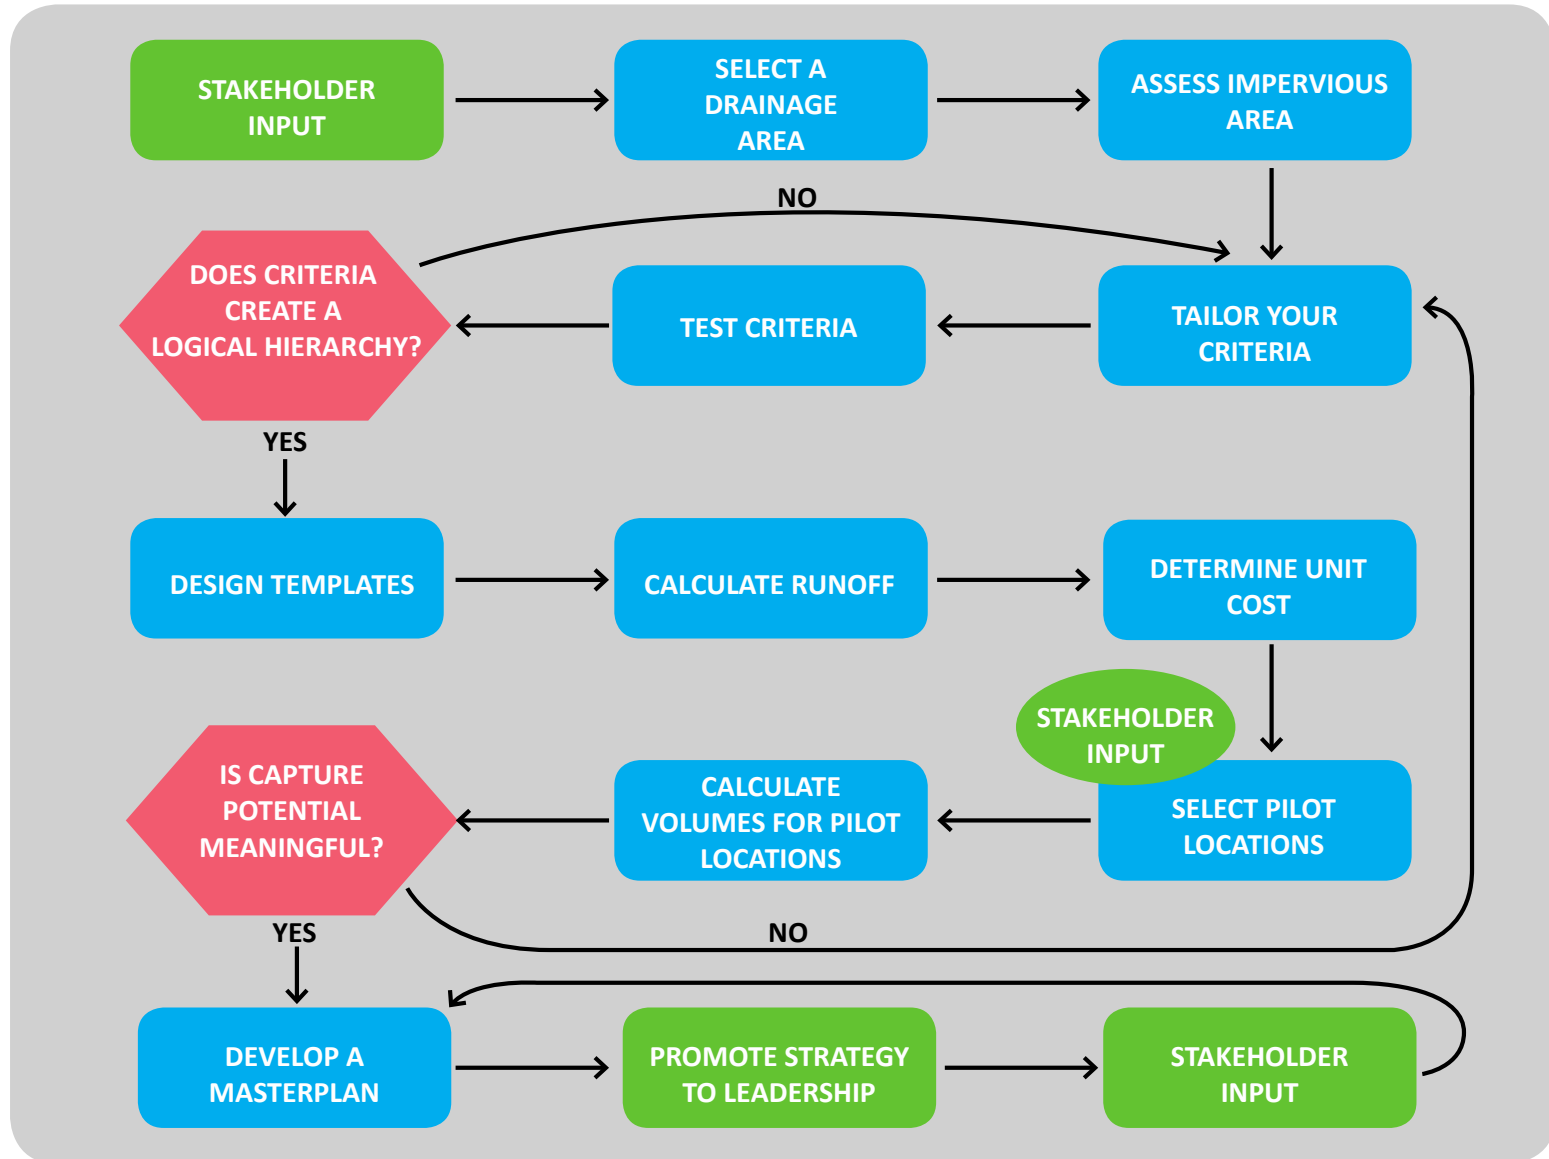 STAKEHOLDER
INPUT
SELECT A
DRAINAGE
AREA
ASSESS IMPERVIOUS
AREA
NO
DOES CRITERIA
CREATE A
LOGICAL HIERARCHY?
TEST CRITERIA
TAILOR YOUR
CRITERIA
YES
DESIGN TEMPLATES
CALCULATE RUNOFF
DETERMINE UNIT
COST
STAKEHOLDER
INPUT
IS CAPTURE
POTENTIAL
MEANINGFUL?
CALCULATE
VOLUMES FOR PILOT
LOCATIONS
SELECT PILOT
LOCATIONS
YES
NO
DEVELOP A
MASTERPLAN
PROMOTE STRATEGY
TO LEADERSHIP
STAKEHOLDER
INPUT